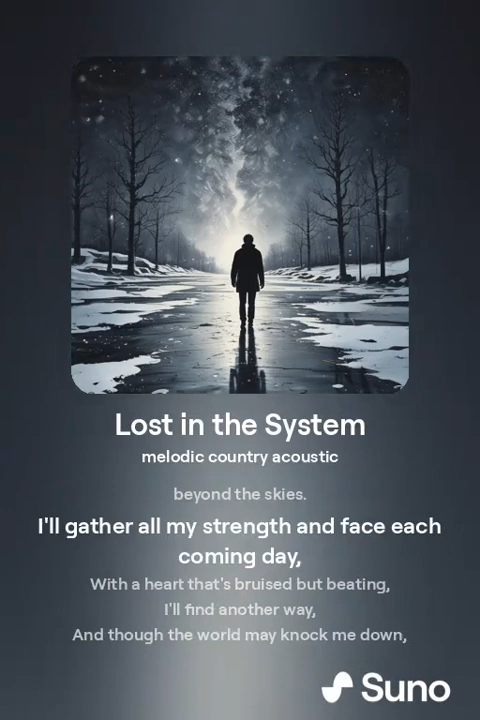 Lost in the System
melodic country acoustic
beyond the skies.
I'll gather all my strength and face each
coming day,
With a heart that's bruised but beating,
I'll find another way,
And though the world may knock me down,
Suno